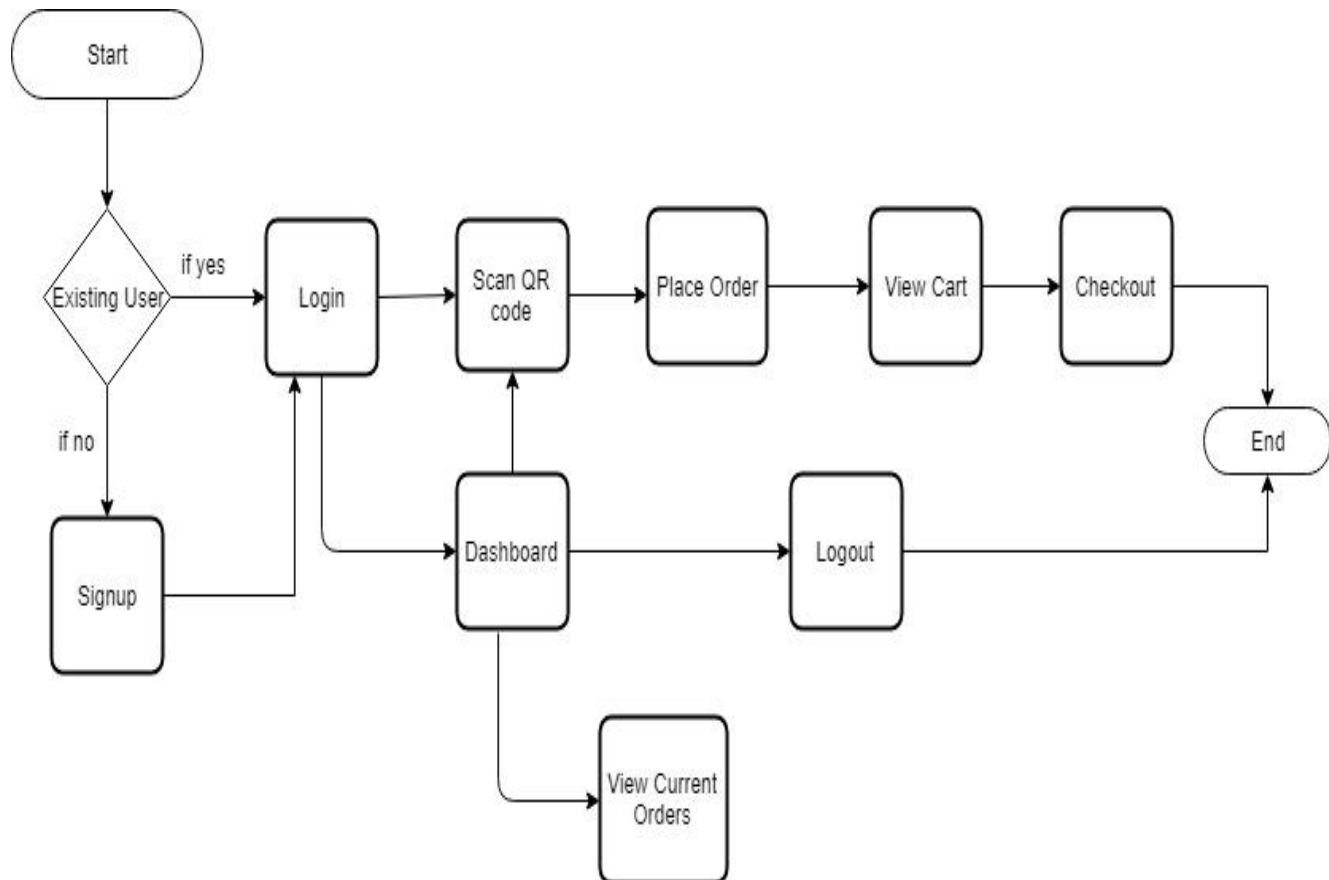 Start
if yes
Existing User
Login
Scan QR
code
Place Order
View Cart
Checkout
if no
End
Signup
Dashboard
Logout
View Current
Orders